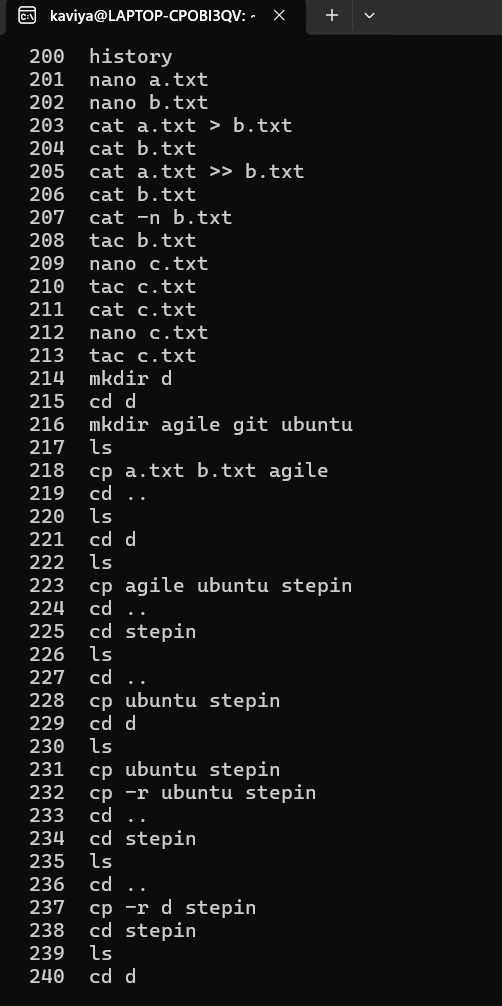 kaviya@LAPTOP-CPOBI3QV: ~
200 history
201 nano a.txt
202 nano b.txt
203 cat a.txt > b.txt
204 cat b.txt
205 cat a.txt >> b.txt
206 cat b.txt
207 cat -n b.txt
208 tac b.txt
209 nano c.txt
210 tac c.txt
211 cat c.txt
212 nano c.txt
213 tac c.txt
214 mkdir d
215 cd d
216 mkdir agile git ubuntu
217 ls
218 cp a.txt b.txt agile
219 cd ..
220 ls
221 cd d
222 ls
223 cp agile ubuntu stepin
224 cd ..
225 cd stepin
226 ls
227 cd ..
228 cp ubuntu stepin
229 cd d
230 ls
231 cp ubuntu stepin
232 cp -r ubuntu stepin
233 cd ..
234 cd stepin
235 ls
236 cd ..
237 cp -r d stepin
238 cd stepin
239 ls
240 cd d